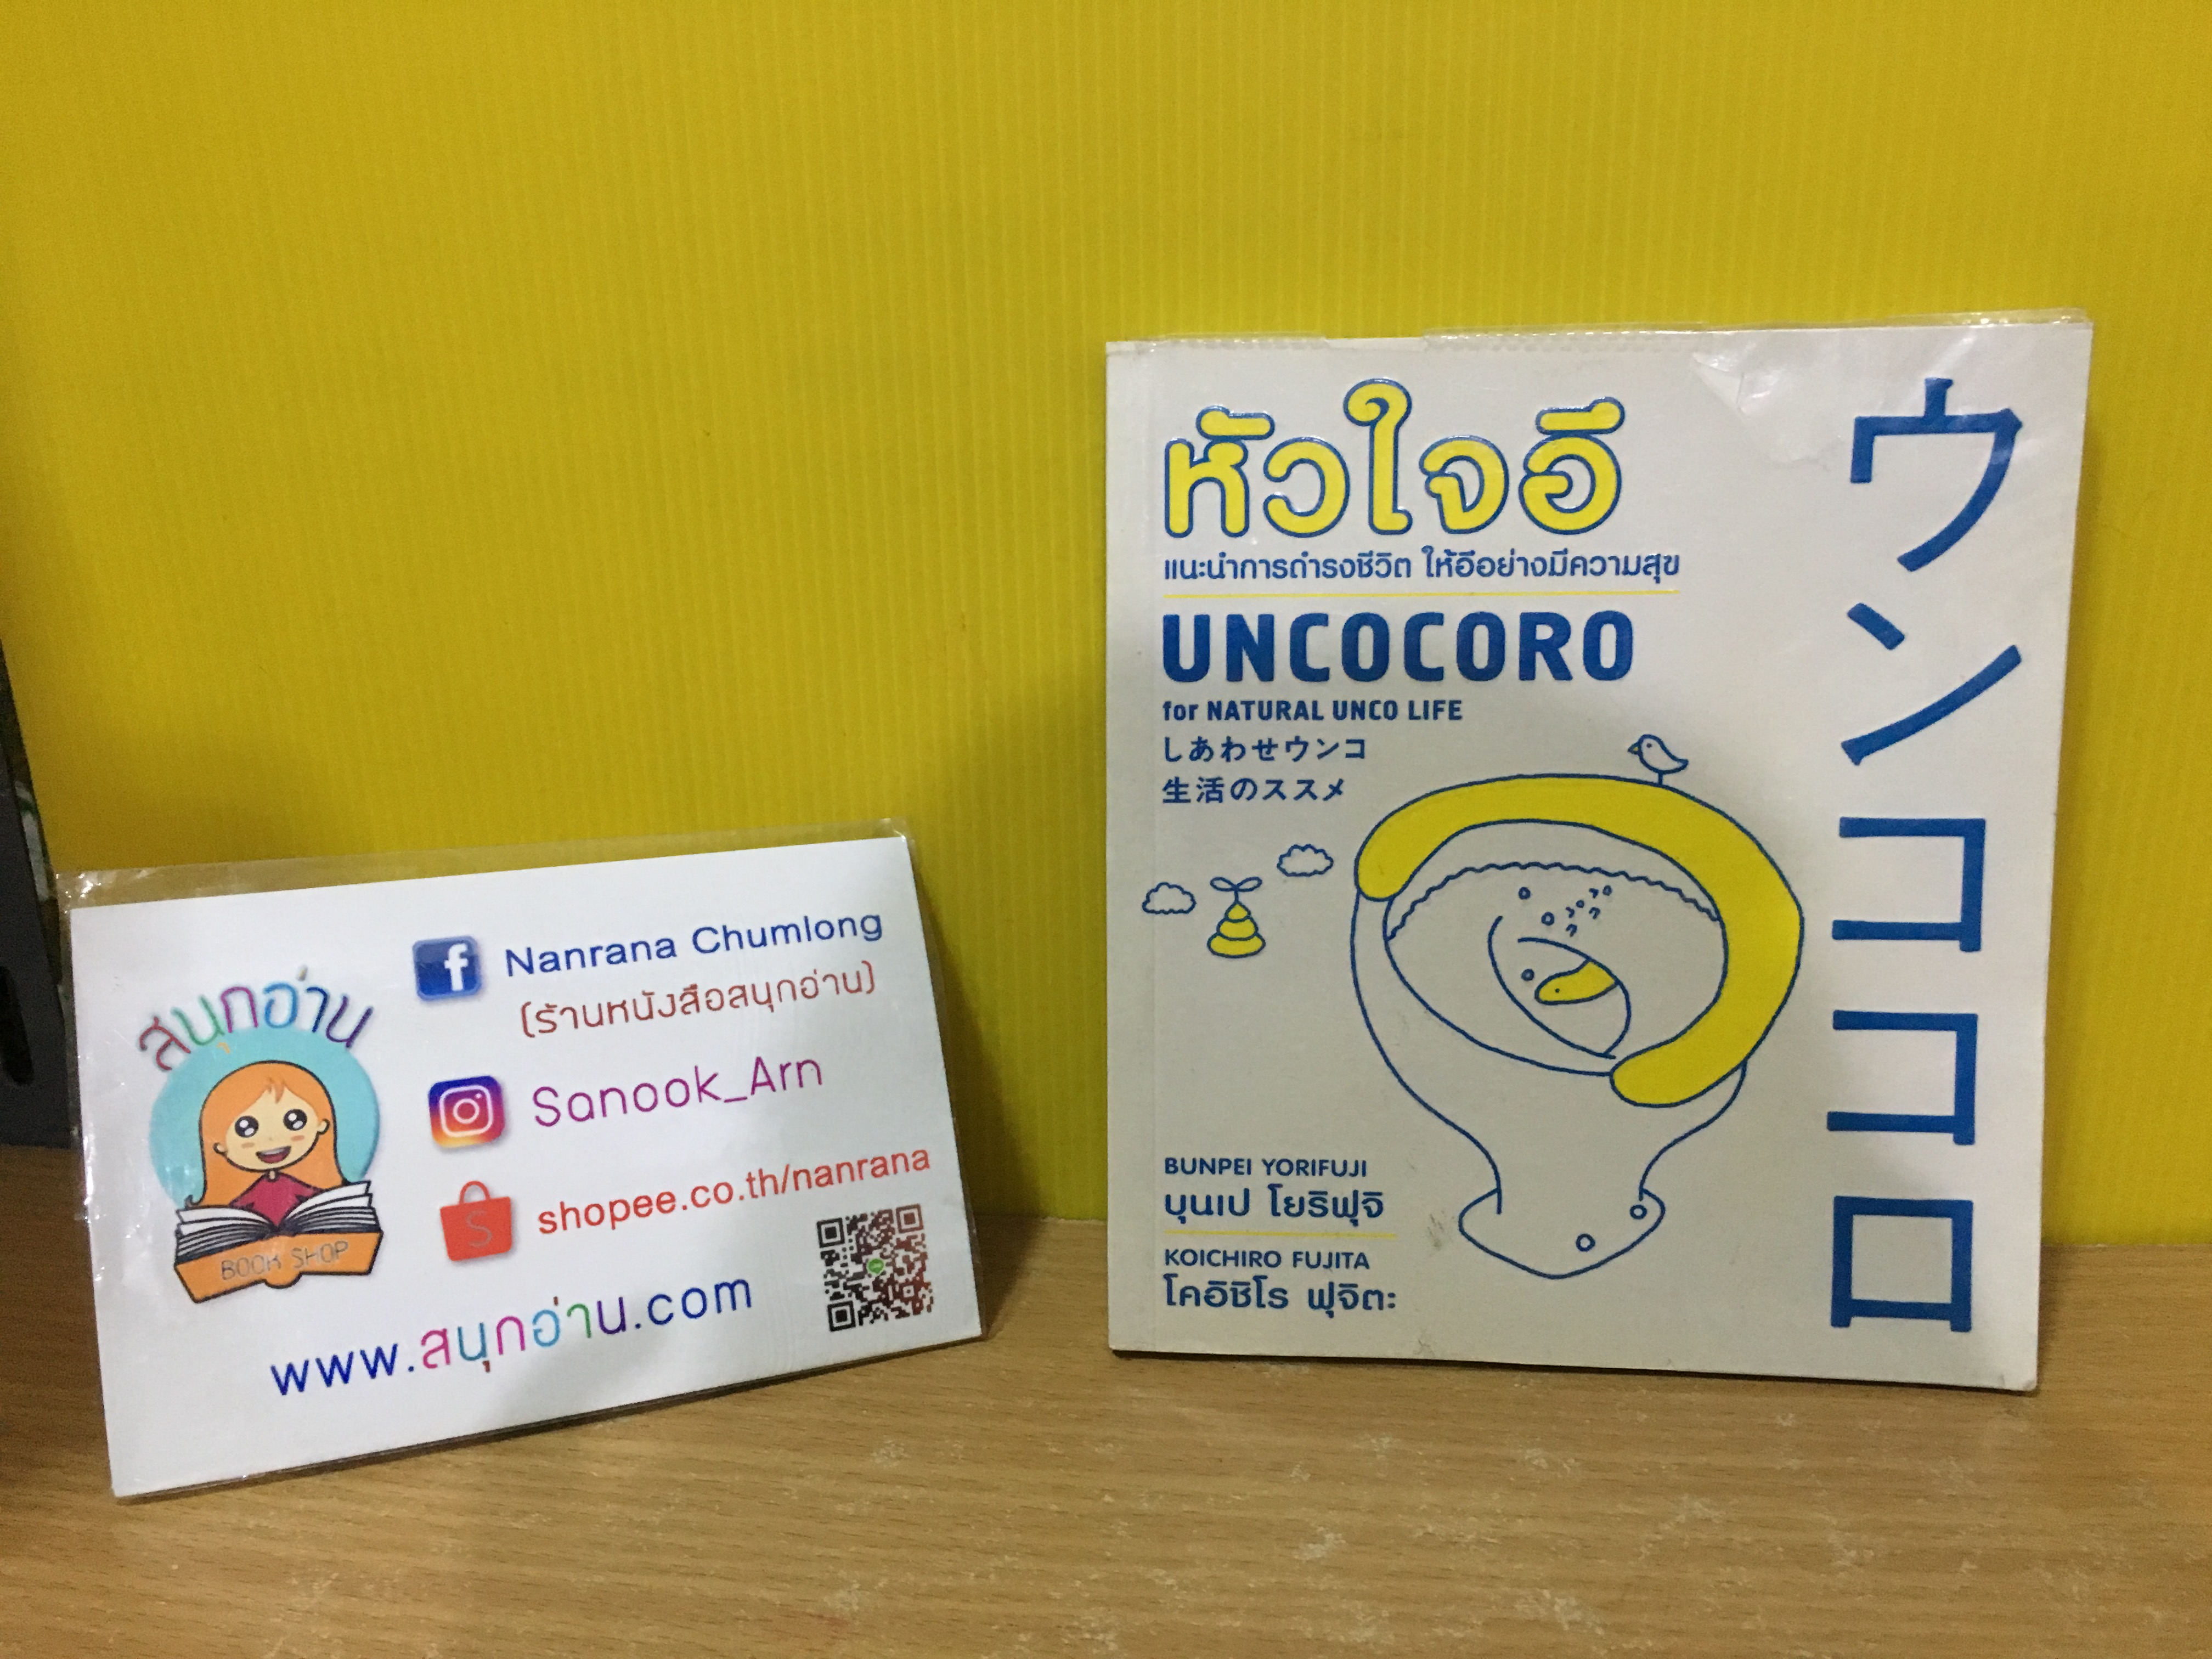 สนุกอ่าน
BOOK SHOP
Nanrana Chumlong
(ร้านหนังสือสนุกอ่าน)
Sanook_Arn
shopee.co.th/nanrana
www.สนุกอ่าน.com
หัวใจอึ
แนะนำการดำรงชีวิต ให้อึอย่างมีความสุข
UNCOCORO
for NATURAL UNCO LIFE
しあわせウンコ
生活のススメ
BUNPEI YORIFUJI
บุนเป โยริฟุจิ
KOICHIRO FUJITA
โคอิชิโร ฟุจิตะ
ウンココロ